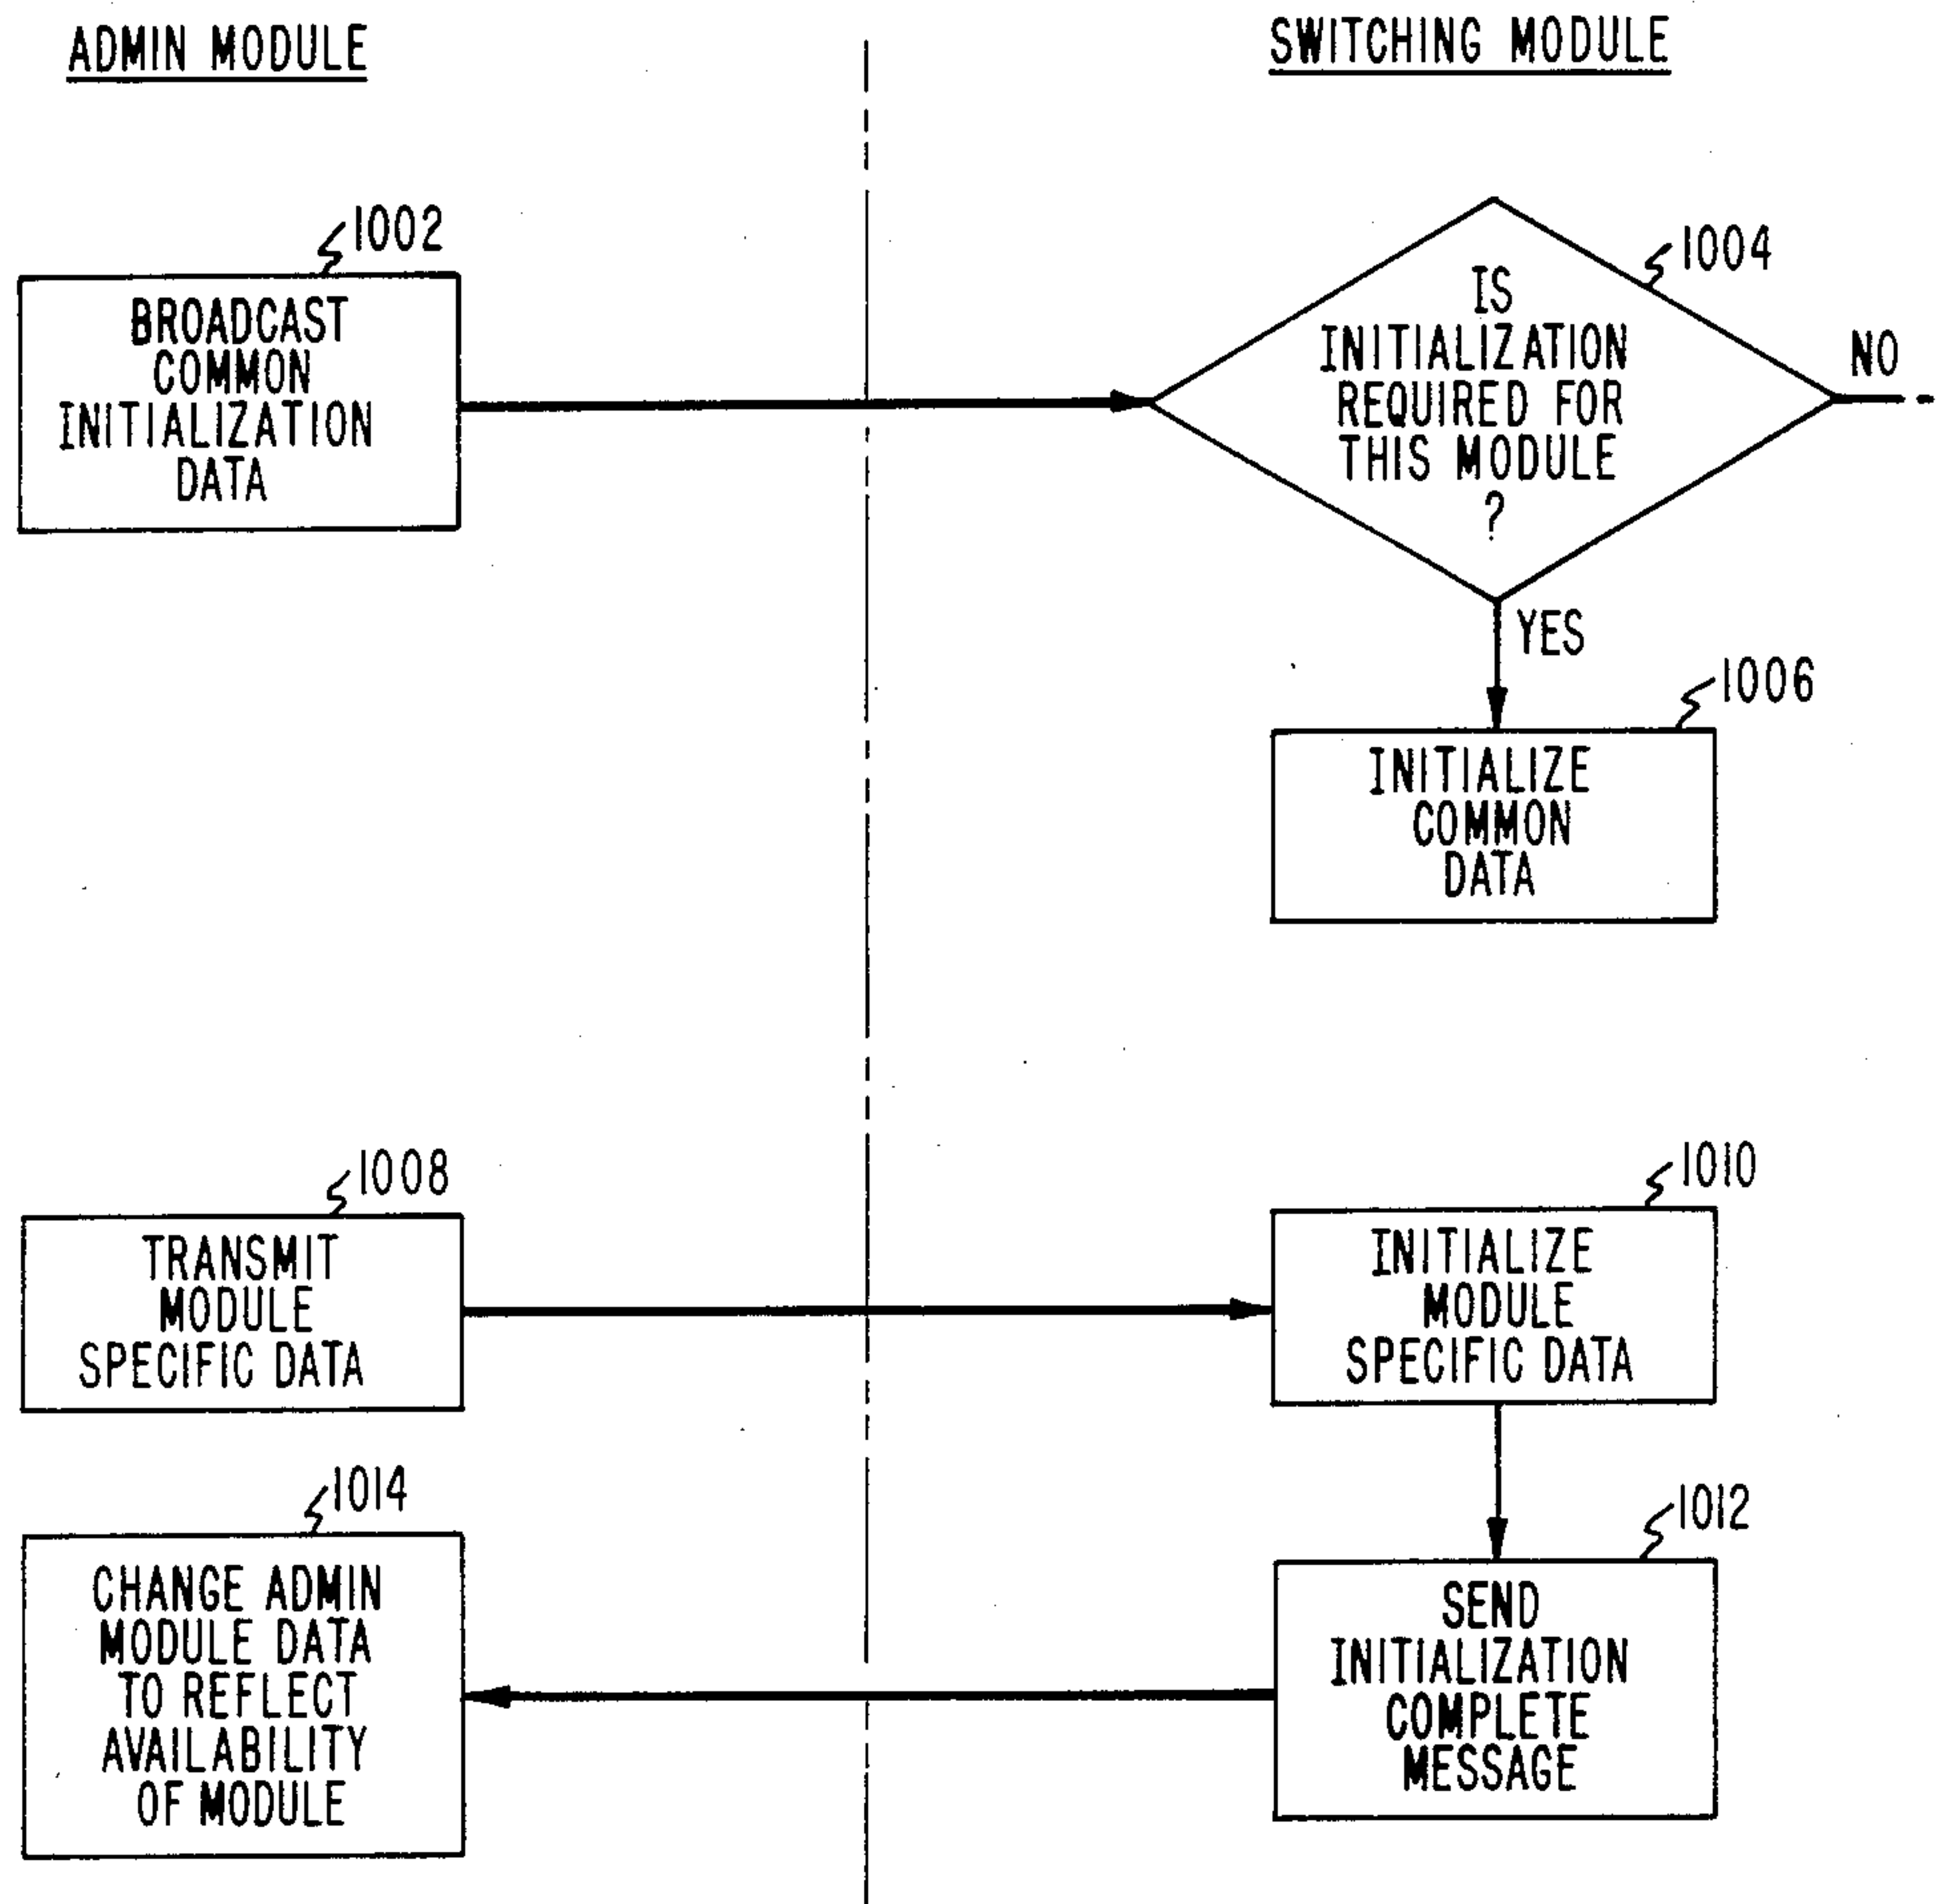 ADMIN MODULE
SWITCHING MODULE
1002
BROADCAST
COMMON
INITIALIZATION
DATA
1004
IS
INITIALIZATION
REQUIRED FOR
THIS MODULE
?
NO
YES
1006
INITIALIZE
COMMON
DATA
1008
TRANSMIT
MODULE
SPECIFIC DATA
1010
INITIALIZE
MODULE
SPECIFIC DATA
1012
SEND
INITIALIZATION
COMPLETE
MESSAGE
1014
CHANGE ADMIN
MODULE DATA
TO REFLECT
AVAILABILITY
OF MODULE